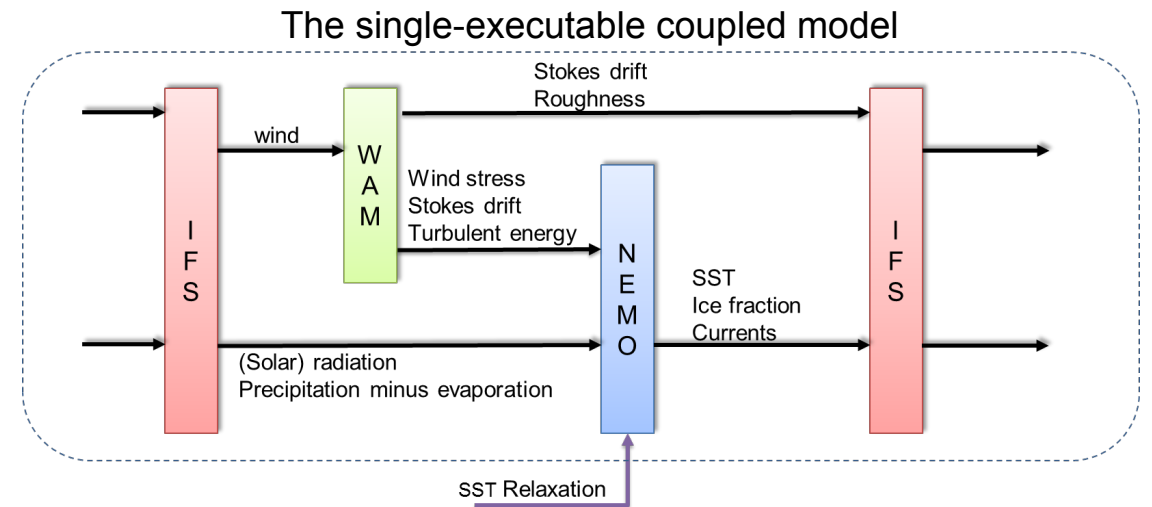 The single-executable coupled model
Stokes drift
Roughness
wind
W
A
M
Wind stress
Stokes drift
Turbulent energy
I
F
S
N
E
M
O
SST
Ice fraction
Currents
I
F
S
(Solar) radiation
Precipitation minus evaporation
SST Relaxation